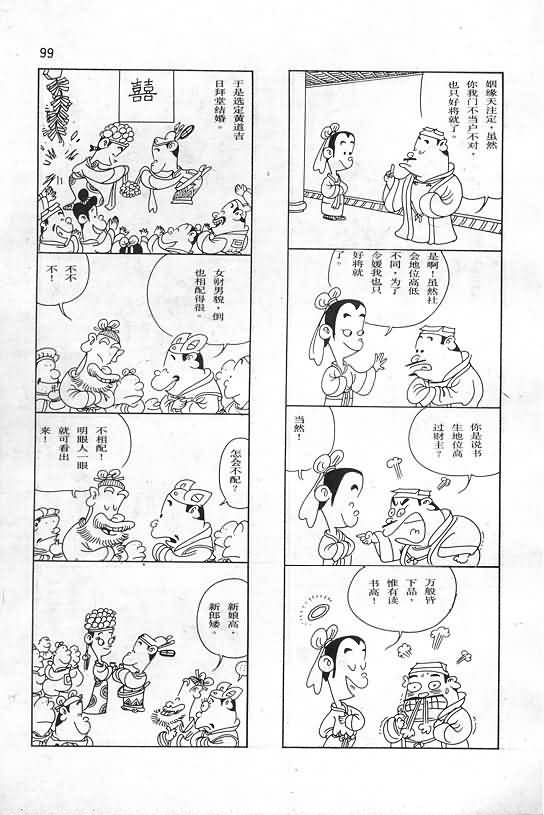 99
姻缘天注定，虽然
你我门不当户不对，
也只好将就了。
是啊！虽然社
会地位高低
不同，为了
令媛我也只
好将就
了。
你是说书
生地位高
过财主？
当然！
万般皆
下品，
惟有读
书高！
于是选定黄道吉
日拜堂结婚。
囍
女财男貌，倒
也相配得很。
不不
不！
怎会不配？
不相配！
明眼人一眼
就可看出
来！
新娘高，
新郎矮。